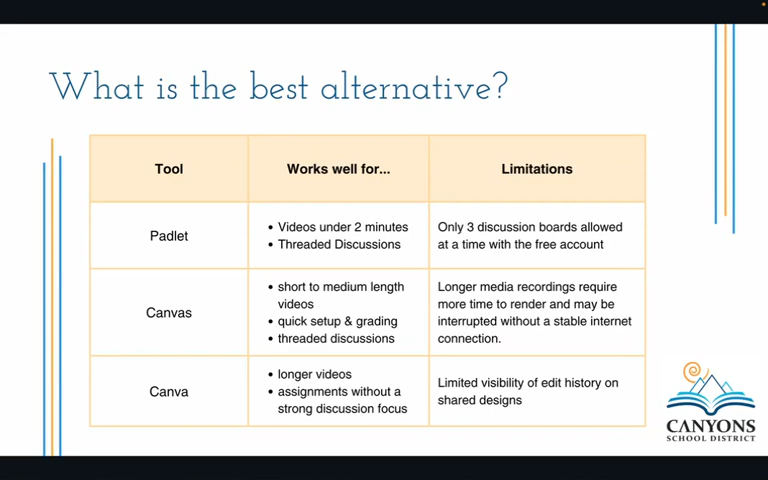 What is the best alternative?
Tool
Works well for...
Limitations
Padlet
• Videos under 2 minutes
• Threaded Discussions
Only 3 discussion boards allowed
at a time with the free account
Canvas
• short to medium length
videos
• quick setup & grading
• threaded discussions
Longer media recordings require
more time to render and may be
interrupted without a stable internet
connection.
Canva
• longer videos
• assignments without a
strong discussion focus
Limited visibility of edit history on
shared designs
CANYONS
SCHOOL DISTRICT